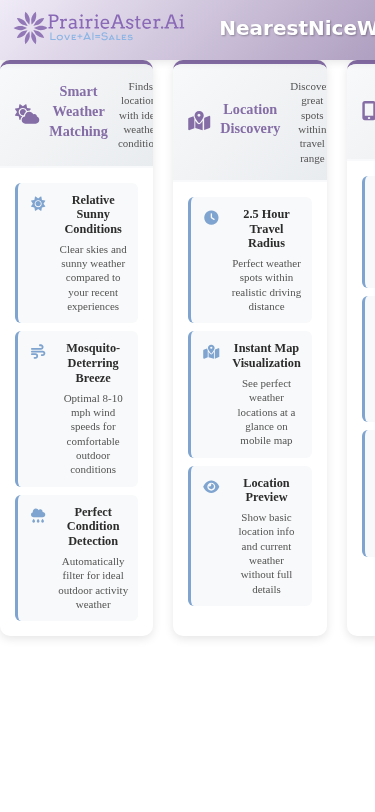 PrairieAster.Ai
Love+AI=Sales
NearestNiceW
Smart
Weather
Matching
Finds
location
with ide
weathe
conditio
Relative
Sunny
Conditions
Clear skies and
sunny weather
compared to
your recent
experiences
Mosquito-
Deterring
Breeze
Optimal 8-10
mph wind
speeds for
comfortable
outdoor
conditions
Perfect
Condition
Detection
Automatically
filter for ideal
outdoor activity
weather
Location
Discovery
Discover
great
spots
within
travel
range
2.5 Hour
Travel
Radius
Perfect weather
spots within
realistic driving
distance
Instant Map
Visualization
See perfect
weather
locations at a
glance on
mobile map
Location
Preview
Show basic
location info
and current
weather
without full
details